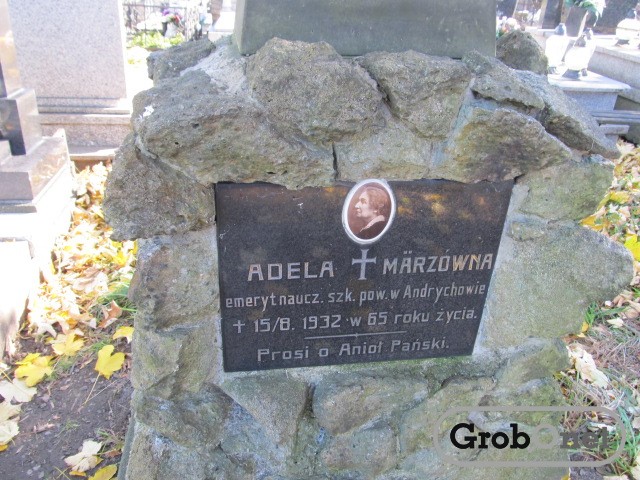 ADELA † MÄRZÓWNA
emeryt naucz. szk. pow. w Andrychowie
† 15/8. 1932 w 65 roku życia.
Prosi o Anioł Pański.
GrobOnet